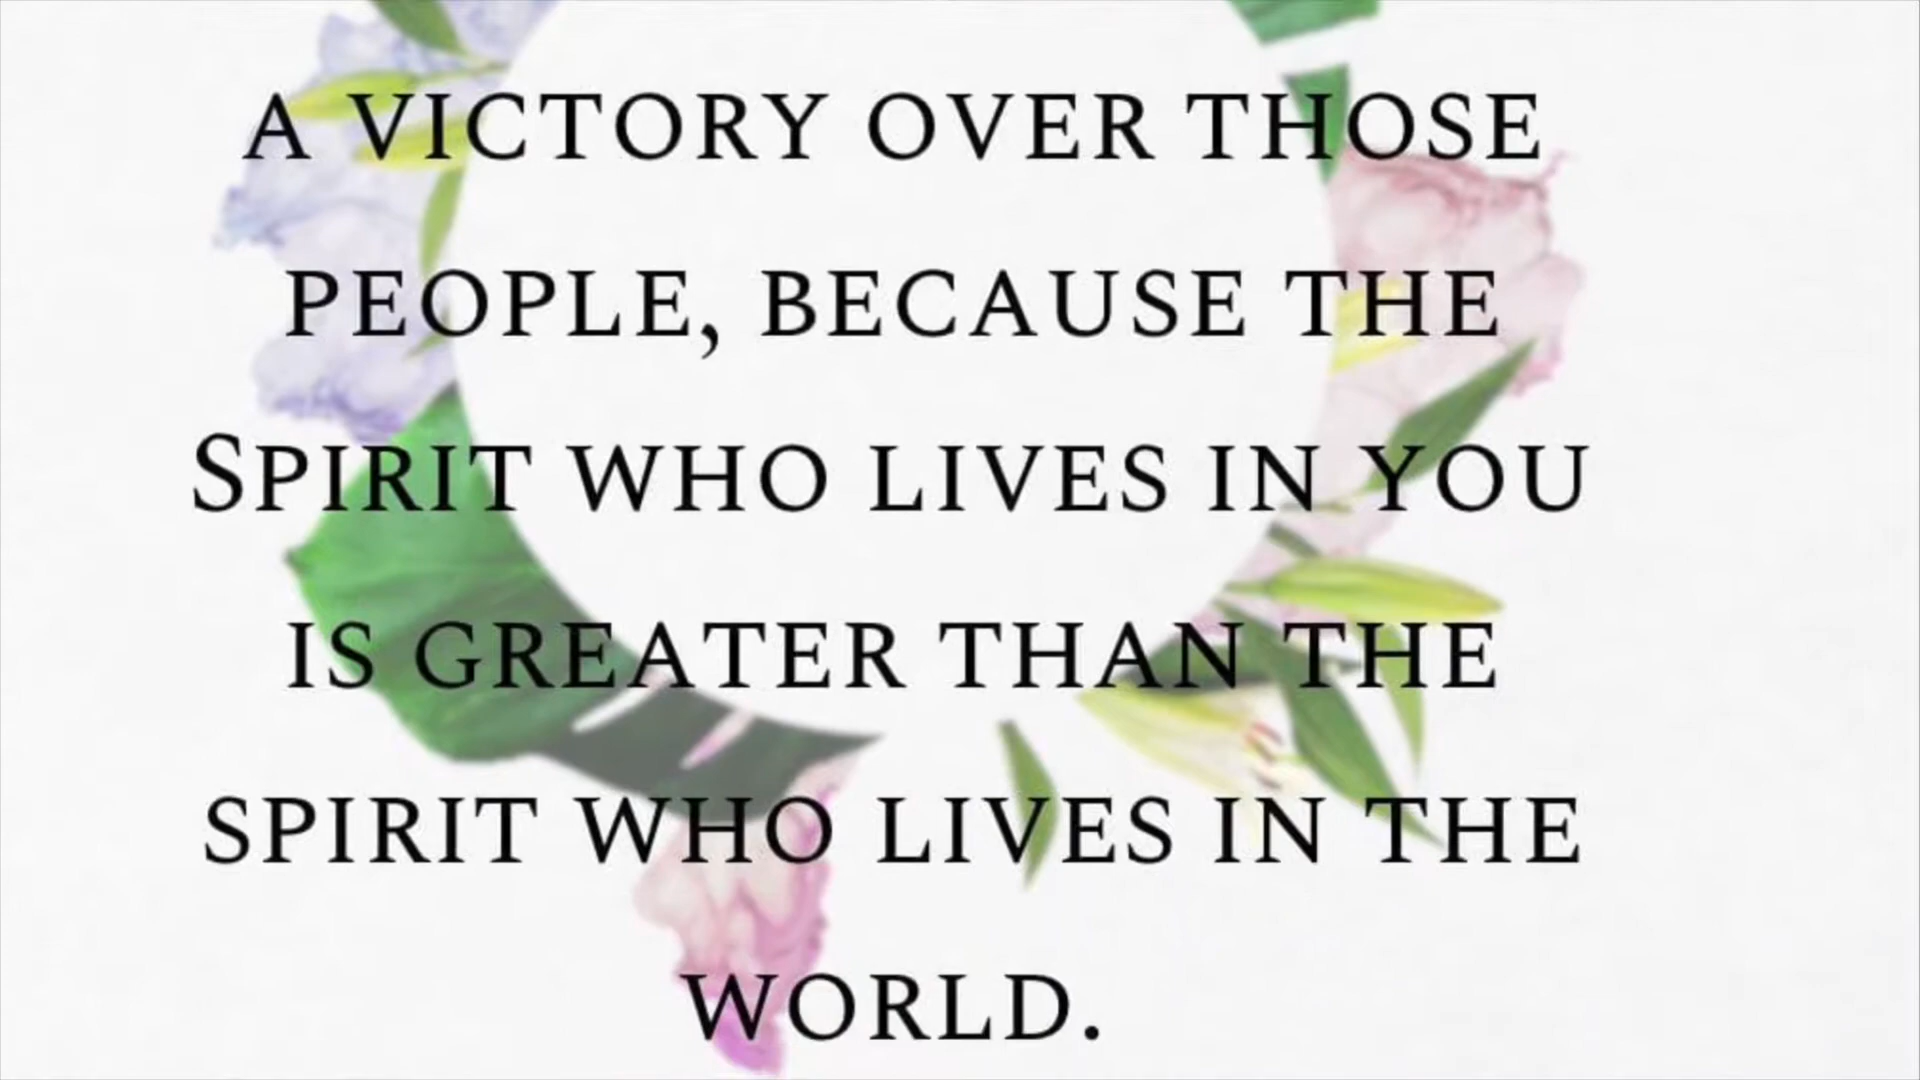 A VICTORY OVER THOSE
PEOPLE, BECAUSE THE
SPIRIT WHO LIVES IN YOU
IS GREATER THAN THE
SPIRIT WHO LIVES IN THE
WORLD.